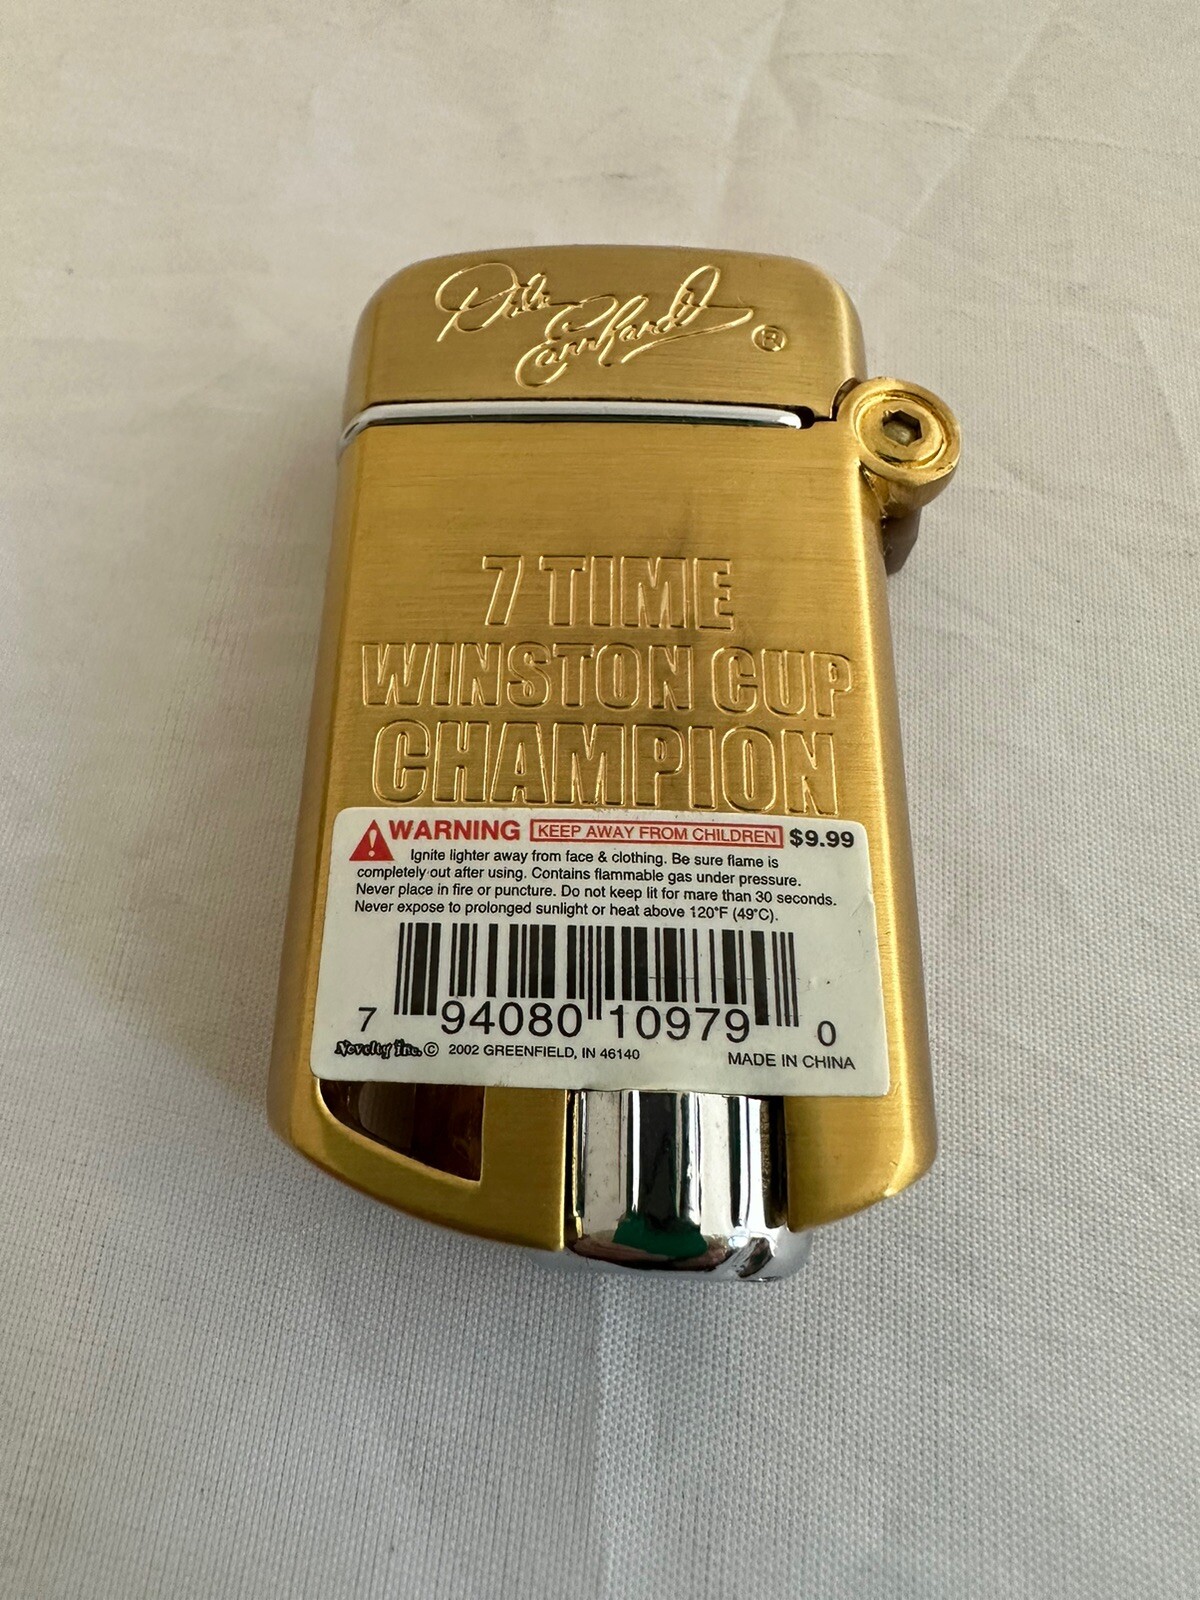 Dale
Earnhardt ®
7 TIME
WINSTON CUP
CHAMPION
WARNING KEEP AWAY FROM CHILDREN $9.99
Ignite lighter away from face & clothing. Be sure flame is
completely out after using. Contains flammable gas under pressure.
Never place in fire or puncture. Do not keep lit for mare than 30 seconds.
Never expose to prolonged sunlight or heat above 120°F (49°C).
7 94080 10979 0
Novelty Inc. © 2002 GREENFIELD, IN 46140 MADE IN CHINA